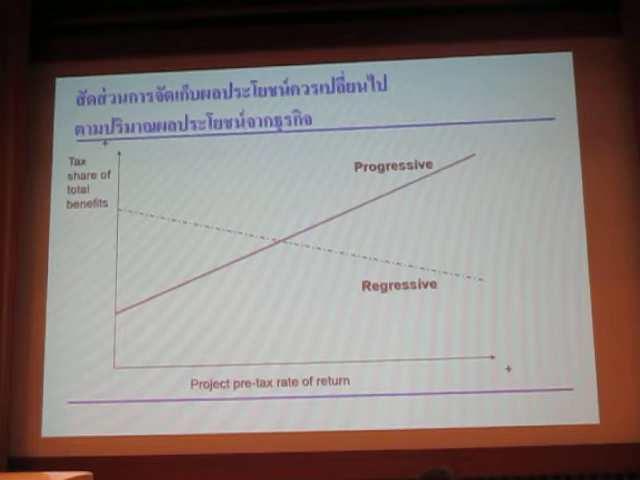 สัดส่วนการจัดเก็บผลประโยชน์ควรเปลี่ยนไป
ตามปริมาณผลประโยชน์จากธุรกิจ
+
Tax
share of
total
benefits
Progressive
Regressive
+
Project pre-tax rate of return